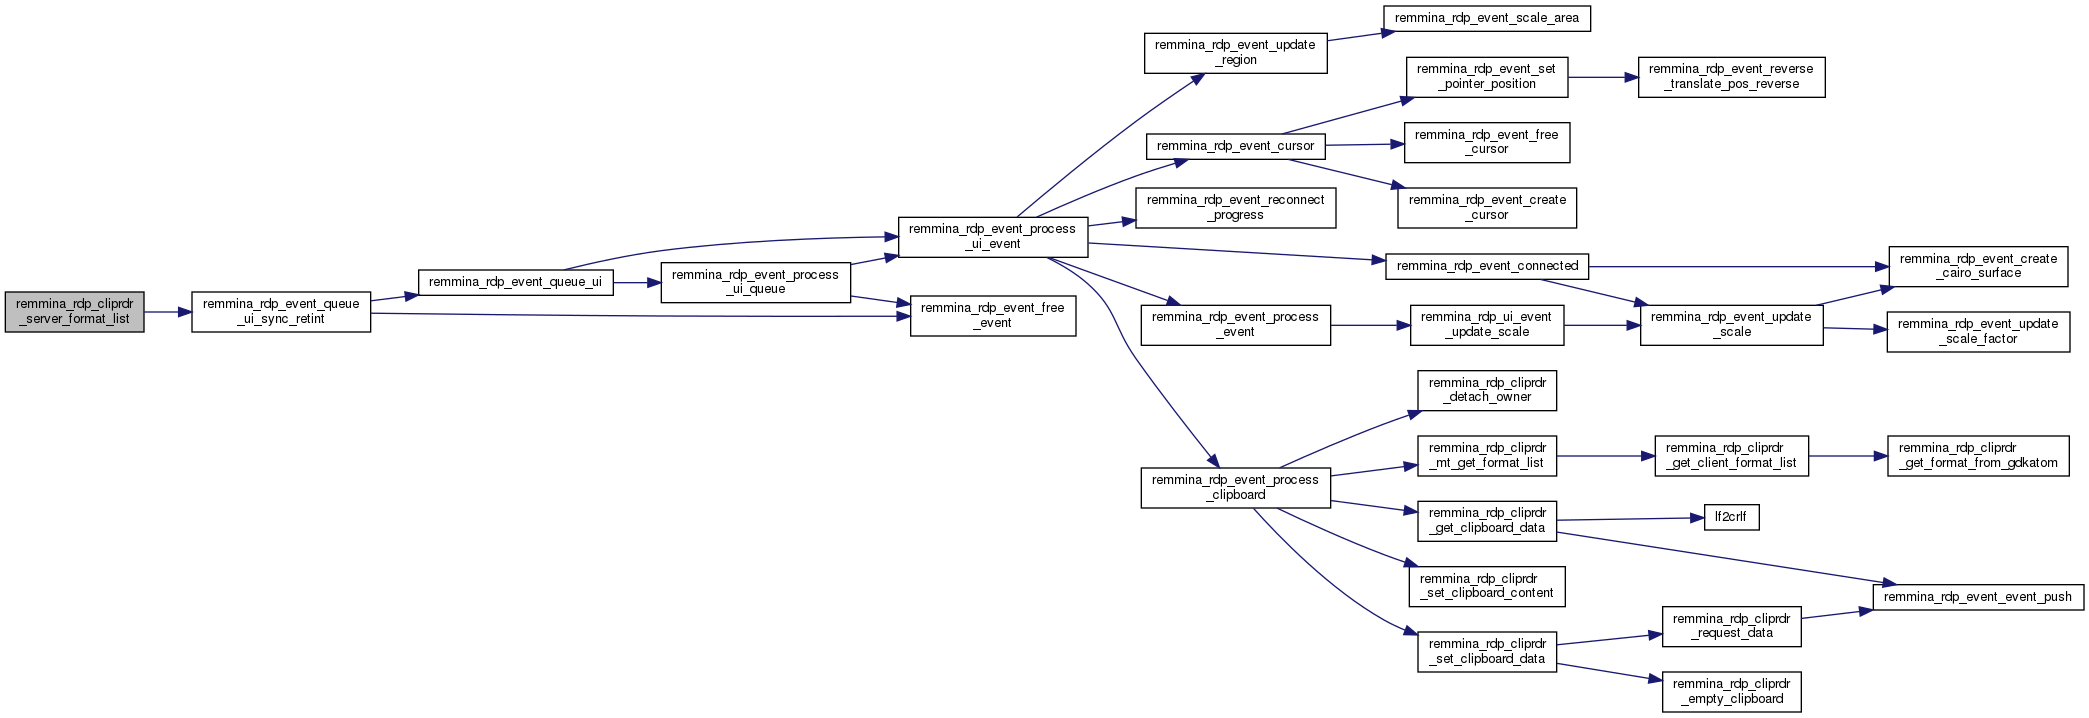 remmina_rdp_cliprdr
_server_format_list
remmina_rdp_event_queue
_ui_sync_retint
remmina_rdp_event_queue_ui
remmina_rdp_event_process
_ui_queue
remmina_rdp_event_process
_ui_event
remmina_rdp_event_free
_event
remmina_rdp_event_update
_region
remmina_rdp_event_scale_area
remmina_rdp_event_cursor
remmina_rdp_event_set
_pointer_position
remmina_rdp_event_reverse
_translate_pos_reverse
remmina_rdp_event_free
_cursor
remmina_rdp_event_create
_cursor
remmina_rdp_event_reconnect
_progress
remmina_rdp_event_connected
remmina_rdp_event_create
_cairo_surface
remmina_rdp_event_process
_event
remmina_rdp_ui_event
_update_scale
remmina_rdp_event_update
_scale
remmina_rdp_event_update
_scale_factor
remmina_rdp_event_process
_clipboard
remmina_rdp_cliprdr
_detach_owner
remmina_rdp_cliprdr
_mt_get_format_list
remmina_rdp_cliprdr
_get_client_format_list
remmina_rdp_cliprdr
_get_format_from_gdkatom
remmina_rdp_cliprdr
_get_clipboard_data
lf2crlf
remmina_rdp_event_event_push
remmina_rdp_cliprdr
_set_clipboard_content
remmina_rdp_cliprdr
_set_clipboard_data
remmina_rdp_cliprdr
_request_data
remmina_rdp_cliprdr
_empty_clipboard